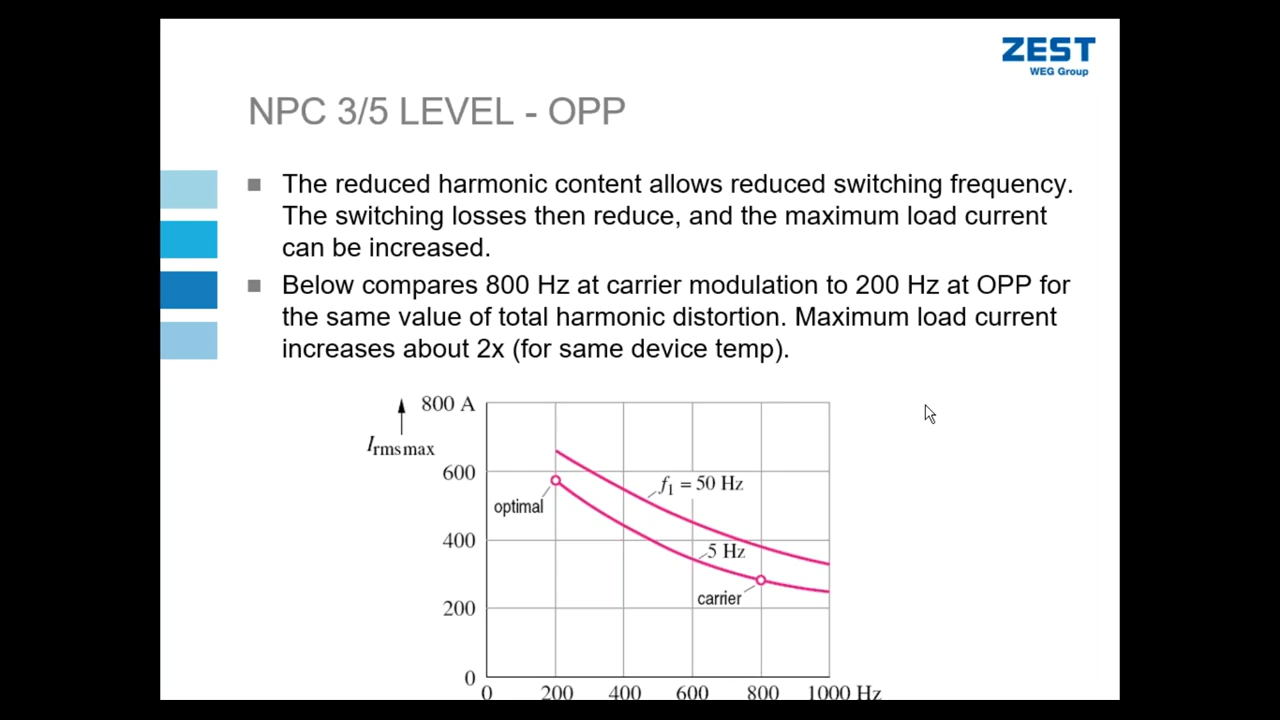 ZEST
WEG Group
NPC 3/5 LEVEL - OPP
The reduced harmonic content allows reduced switching frequency.
The switching losses then reduce, and the maximum load current
can be increased.
Below compares 800 Hz at carrier modulation to 200 Hz at OPP for
the same value of total harmonic distortion. Maximum load current
increases about 2x (for same device temp).
800 A
Irms max
600
f1 = 50 Hz
optimal
400
5 Hz
carrier
200
0
0 200 400 600 800 1000 Hz